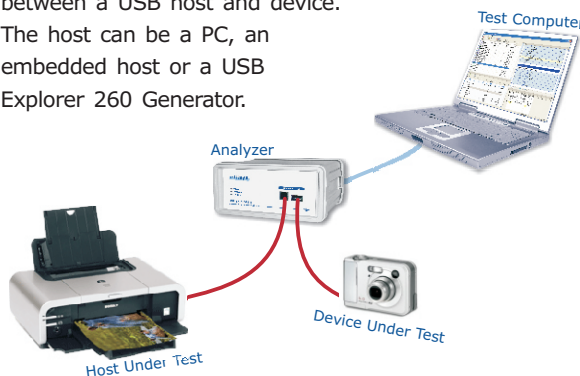 between a USB host and device.
The host can be a PC, an
embedded host or a USB
Explorer 260 Generator.
Test Computer
Analyzer
Device Under Test
Host Under Test